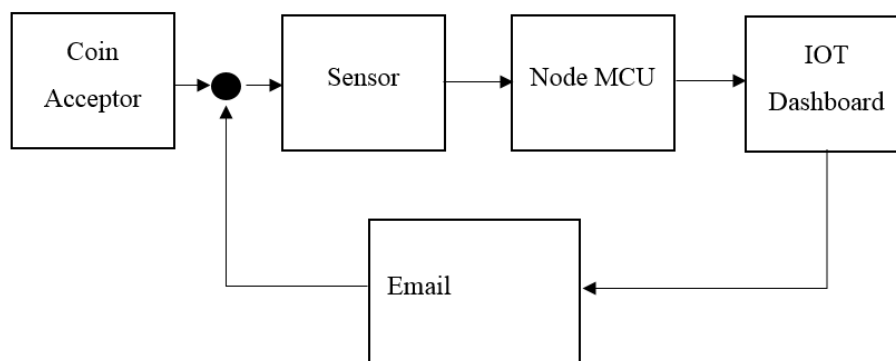 Coin
Acceptor
Sensor
Node MCU
IOT
Dashboard
Email